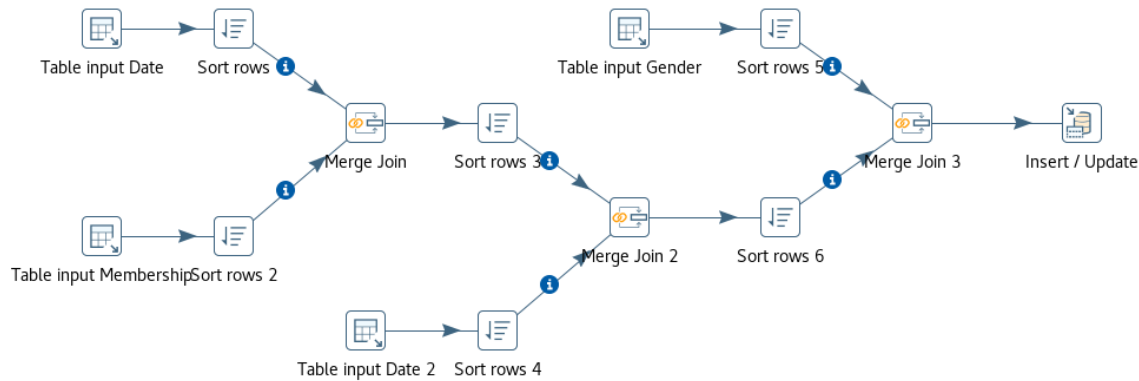 Table input Date
Sort rows
Table input Gender
Sort rows 5
Merge Join
Sort rows 3
Merge Join 3
Insert / Update
Table input Membership
Sort rows 2
Merge Join 2
Sort rows 6
Table input Date 2
Sort rows 4